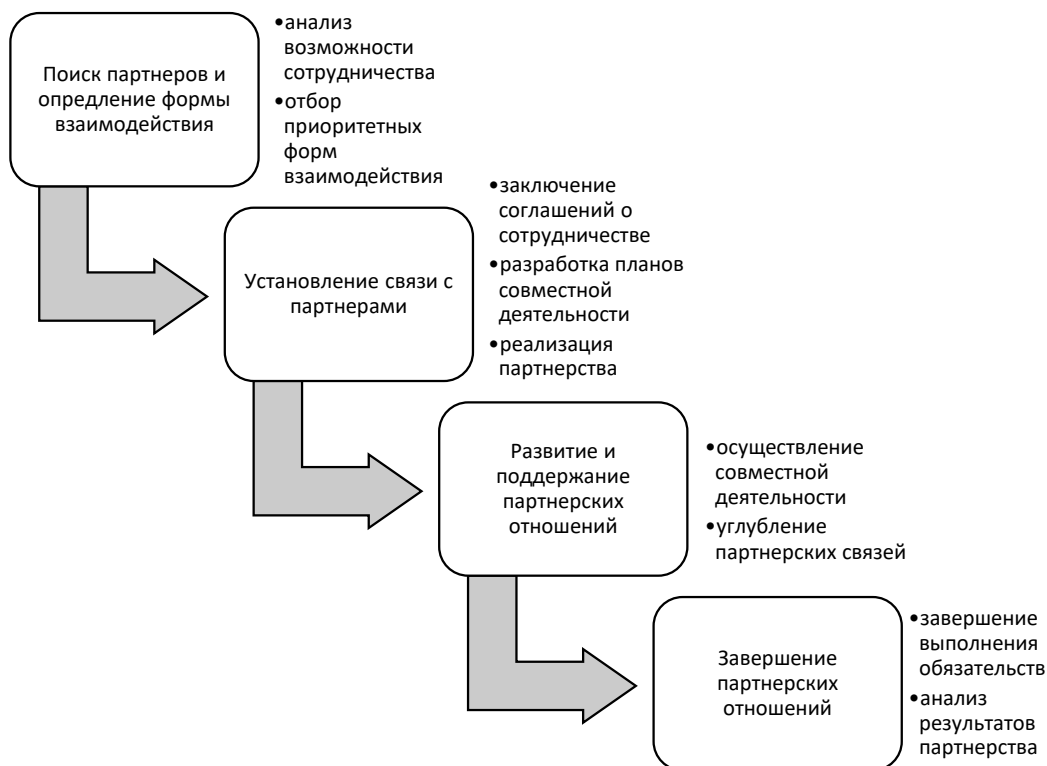 Поиск партнеров и
опредление формы
взаимодействия
•анализ
возможности
сотрудничества
•отбор
приоритетных
форм
взаимодействия
Установление связи с
партнерами
•заключение
соглашений о
сотрудничестве
•разработка планов
совместной
деятельности
•реализация
партнерства
Развитие и
поддержание
партнерских
отношений
•осуществление
совместной
деятельности
•углубление
партнерских связей
Завершение
партнерских
отношений
•завершение
выполнения
обязательств
•анализ
результатов
партнерства